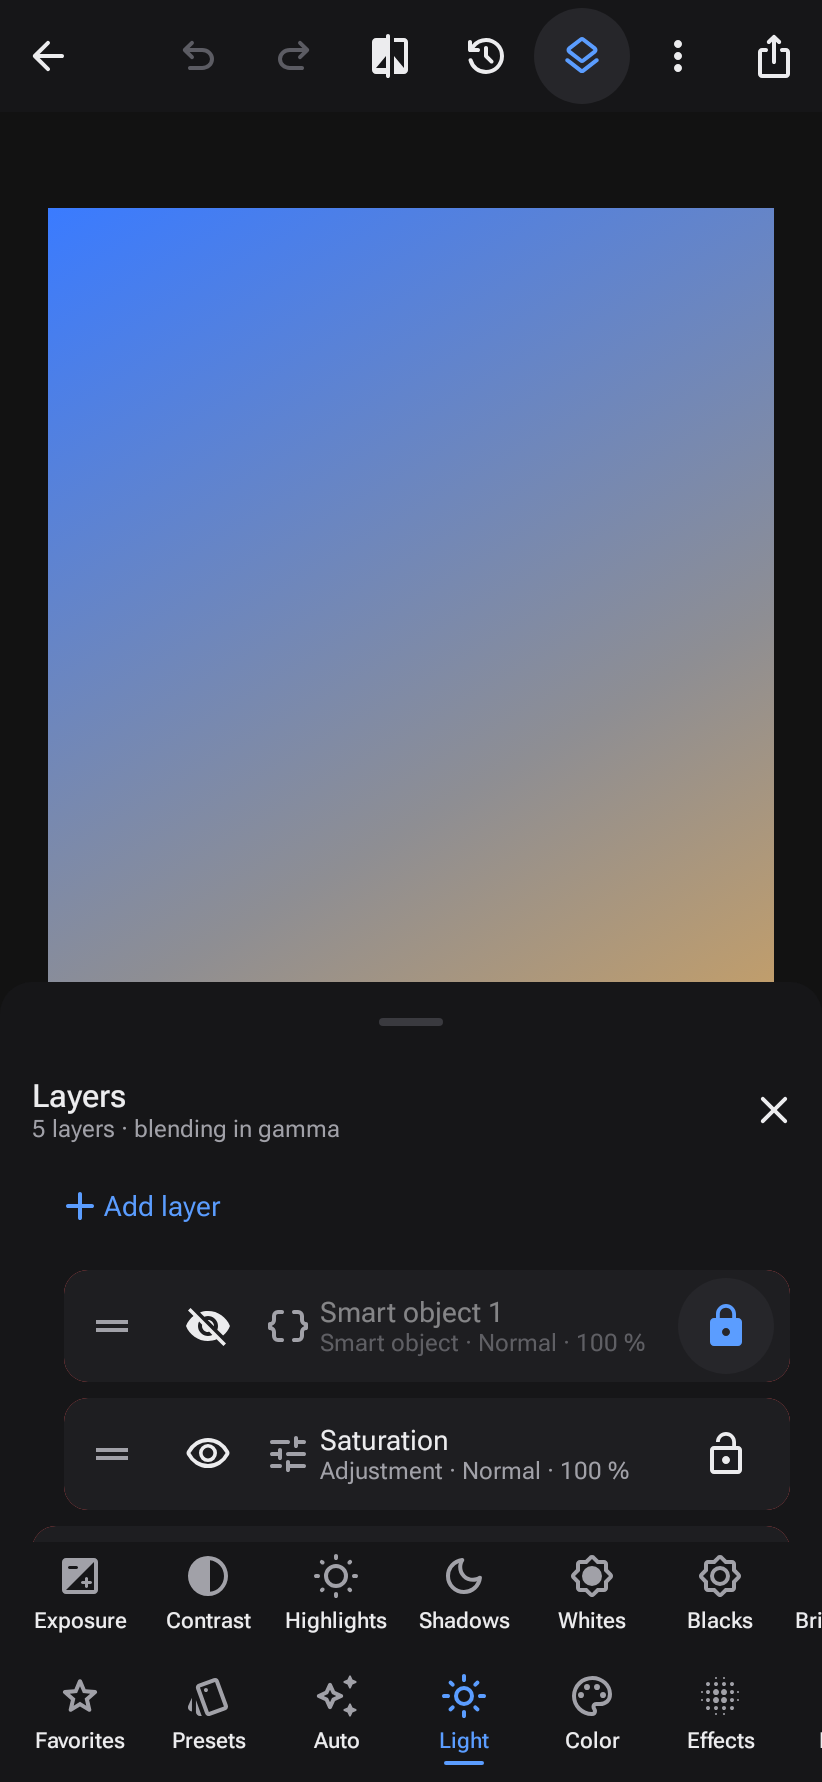 Layers
5 layers · blending in gamma
Add layer
Smart object 1
Smart object · Normal · 100 %
Saturation
Adjustment · Normal · 100 %
Exposure Contrast Highlights Shadows Whites Blacks Bri
Favorites Presets Auto Light Color Effects